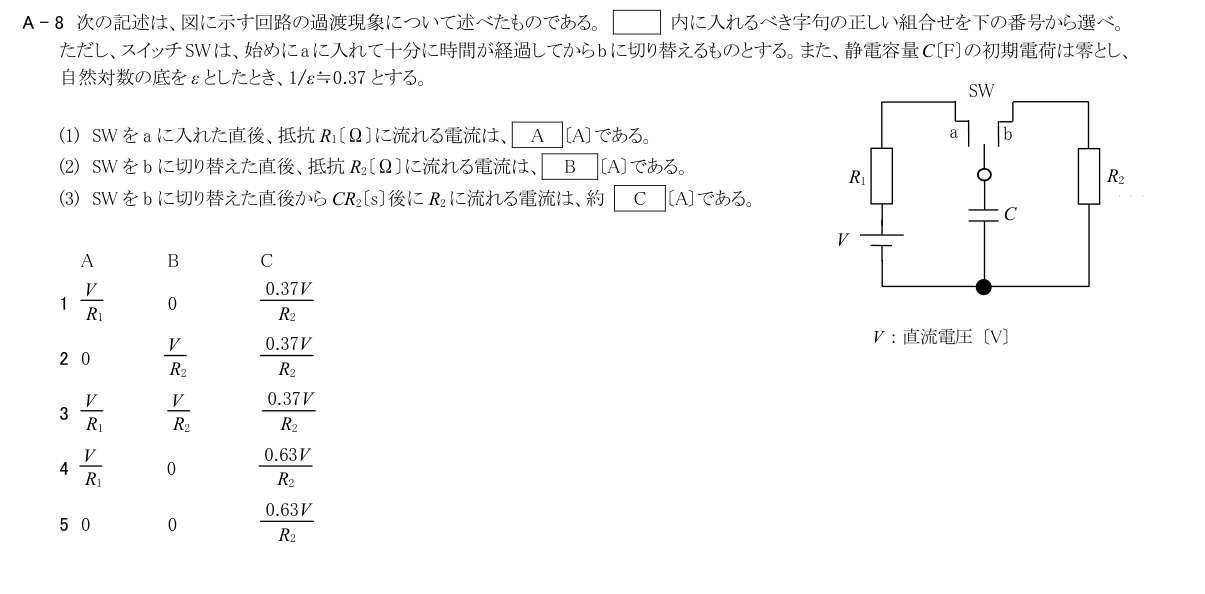 A－8 次の記述は、図に示す回路の過渡現象について述べたものである。 □ 内に入れるべき字句の正しい組合せを下の番号から選べ。
ただし、スイッチSWは、始めにaに入れて十分に時間が経過してからbに切り替えるものとする。また、静電容量C〔F〕の初期電荷は零とし、
自然対数の底をεとしたとき、1/ε≒0.37とする。
(1) SWをaに入れた直後、抵抗R₁〔Ω〕に流れる電流は、 A 〔A〕である。
(2) SWをbに切り替えた直後、抵抗R₂〔Ω〕に流れる電流は、 B 〔A〕である。
(3) SWをbに切り替えた直後からCR₂〔s〕後にR₂に流れる電流は、約 C 〔A〕である。
A B C
1 V/R₁ 0 0.37V/R₂
2 0 V/R₂ 0.37V/R₂
3 V/R₁ V/R₂ 0.37V/R₂
4 V/R₁ 0 0.63V/R₂
5 0 0 0.63V/R₂
SW
a b
R₁ R₂
C
V
V：直流電圧〔V〕